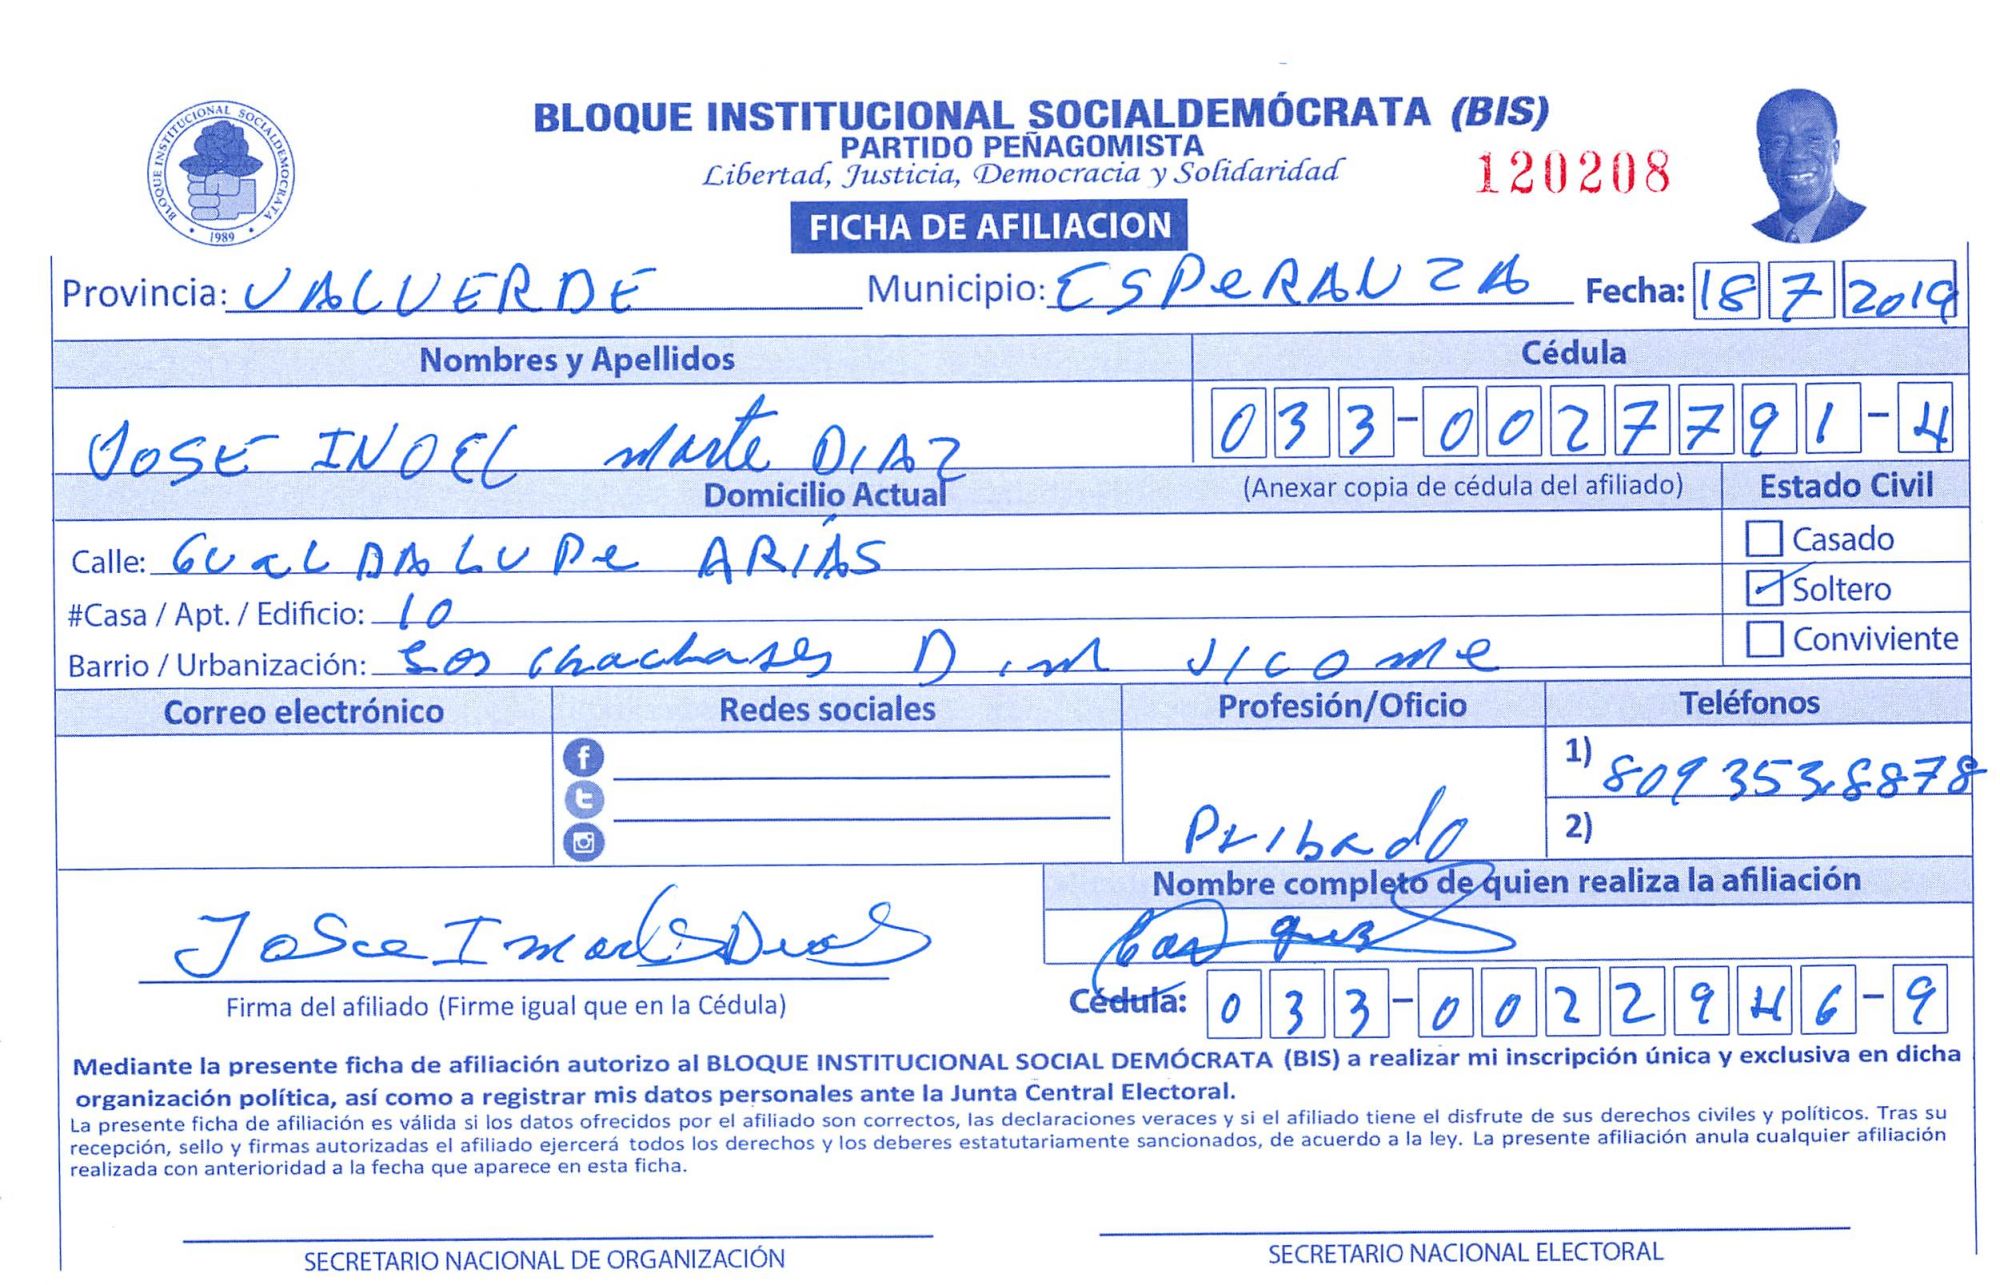 BLOQUE INSTITUCIONAL SOCIALDEMÓCRATA (BIS)
PARTIDO PEÑAGOMISTA
Libertad, Justicia, Democracia y Solidaridad
120208
BLOQUE INSTITUCIONAL SOCIALDEMOCRATA
1989
FICHA DE AFILIACION
Provincia: VALVERDE Municipio: ESPeRANZA Fecha: 18 7 2019
Nombres y Apellidos Cédula
JOSE INOEL Marte DIAZ 033-0027791-4
Domicilio Actual (Anexar copia de cédula del afiliado) Estado Civil
Calle: GUALDALUPe ARIAS Casado
#Casa / Apt. / Edificio: 10 Soltero
Barrio / Urbanización: Los D.M Jicome Conviviente
Correo electrónico Redes sociales Profesión/Oficio Teléfonos
1) 809 353 8878
Pribado 2)
Nombre completo de quien realiza la afiliación
Jose I
Firma del afiliado (Firme igual que en la Cédula) Cédula: 033-0022946-9
Mediante la presente ficha de afiliación autorizo al BLOQUE INSTITUCIONAL SOCIAL DEMÓCRATA (BIS) a realizar mi inscripción única y exclusiva en dicha
organización política, así como a registrar mis datos personales ante la Junta Central Electoral.
La presente ficha de afiliación es válida si los datos ofrecidos por el afiliado son correctos, las declaraciones veraces y si el afiliado tiene el disfrute de sus derechos civiles y políticos. Tras su
recepción, sello y firmas autorizadas el afiliado ejercerá todos los derechos y los deberes estatutariamente sancionados, de acuerdo a la ley. La presente afiliación anula cualquier afiliación
realizada con anterioridad a la fecha que aparece en esta ficha.
SECRETARIO NACIONAL DE ORGANIZACIÓN SECRETARIO NACIONAL ELECTORAL